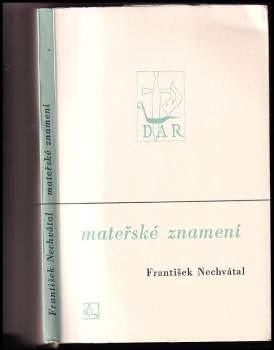 DAR
mateřské znamení
František Nechvátal
František Nechvátal mateřské znamení